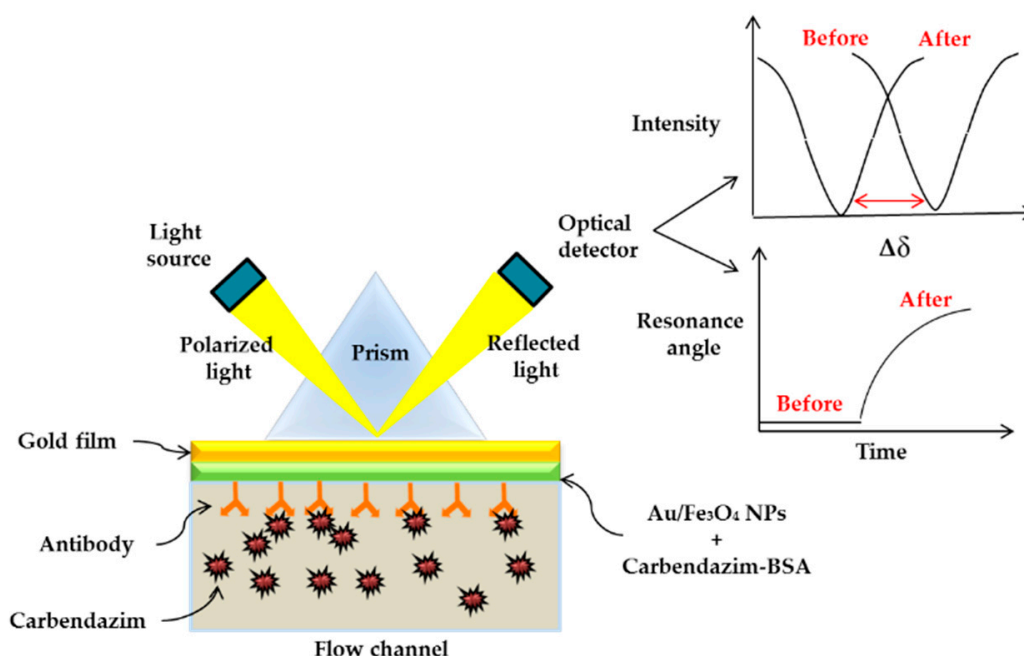 Before
After
Intensity
Δδ
Light
source
Optical
detector
Polarized
light
Prism
Reflected
light
Resonance
angle
After
Before
Time
Gold film
Antibody
Au/Fe₃O₄ NPs
+
Carbendazim-BSA
Carbendazim
Flow channel